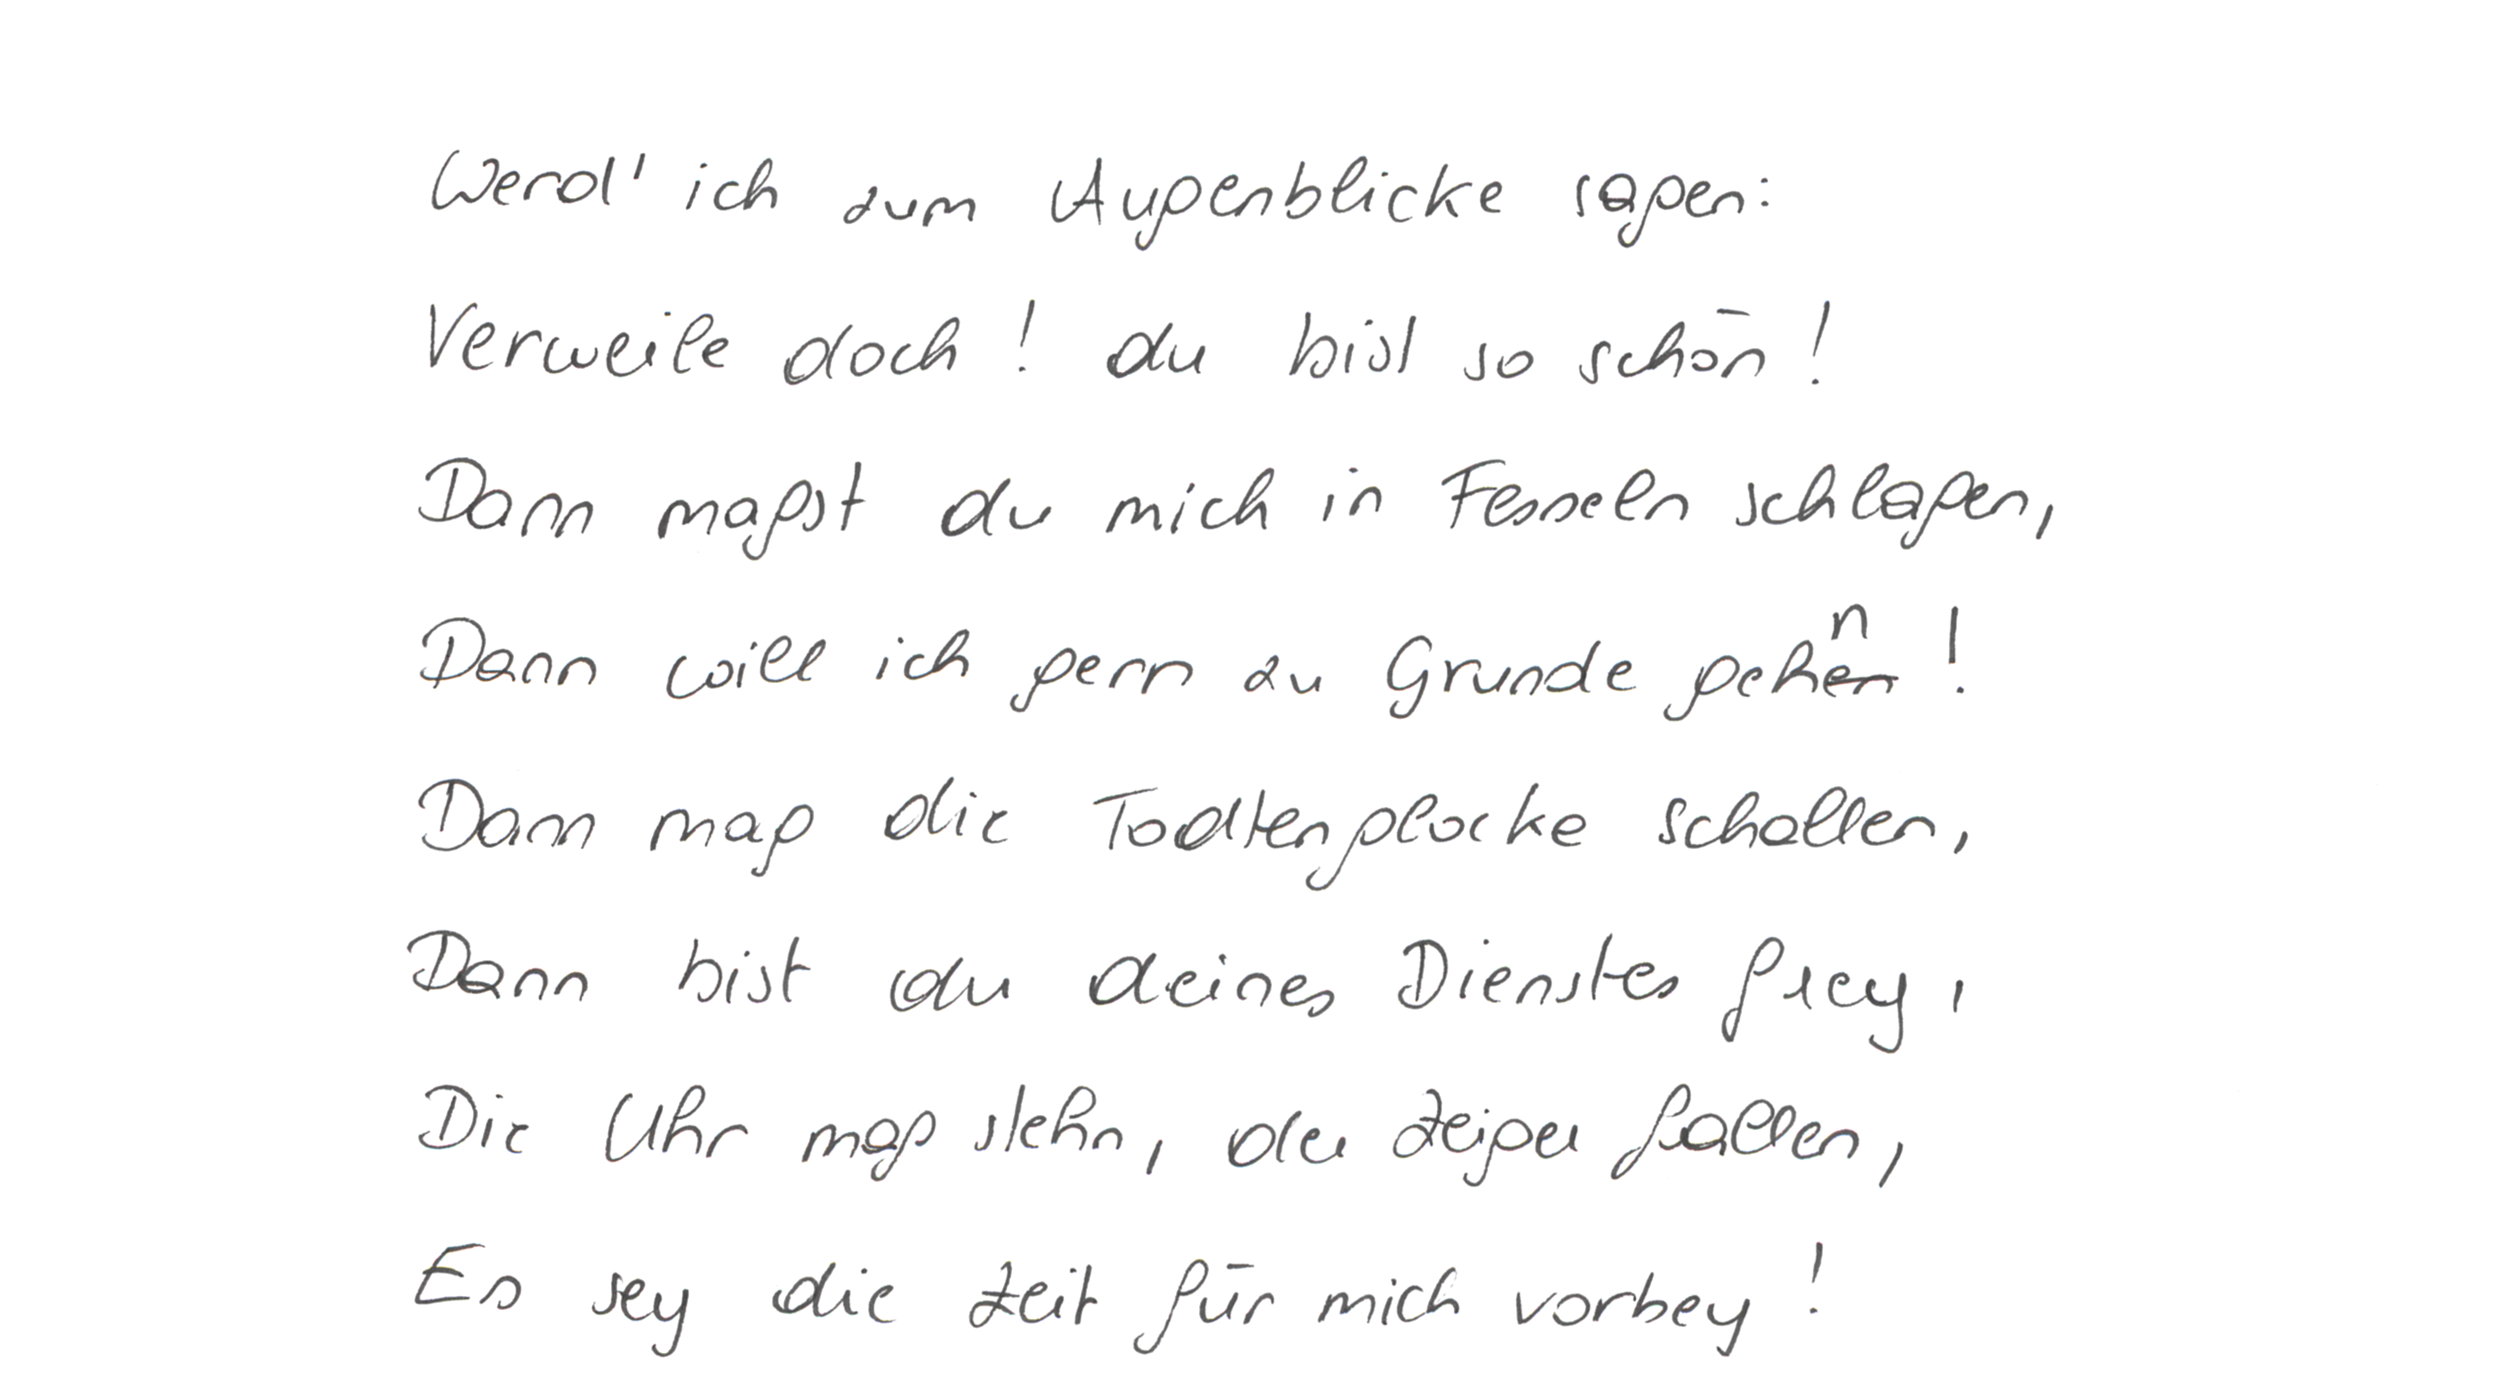 Werd' ich zum Augenblicke sagen:
Verweile doch! du bist so schön!
Dann magst du mich in Fesseln schlagen,
Dann will ich gern zu Grunde gehn!
Dann mag die Todtenglocke schallen,
Dann bist du deines Dienstes frey,
Die Uhr mag stehn, der Zeiger fallen,
Es sey die Zeit für mich vorbey!